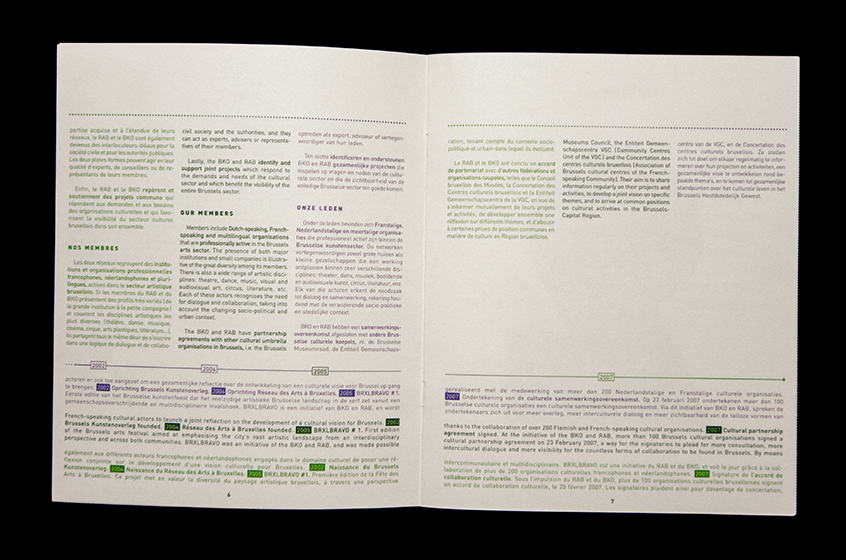 pertise acquise et à l'étendue de leurs
réseaux, le RAB et le BKO sont également
devenus des interlocuteurs idéaux pour la
société civile et pour les autorités publiques.
Les deux plates-formes peuvent agir en leur
qualité d'experts, de conseillers ou de re-
présentants de leurs membres.
Enfin, le RAB et le BKO repèrent et
soutiennent des projets communs qui
répondent aux demandes et aux besoins
des organisations culturelles et qui favo-
risent la visibilité du secteur culturel
bruxellois dans son ensemble.
NOS MEMBRES
Les deux réseaux regroupent des institu-
tions et organisations professionnelles
francophones, néerlandophones et pluri-
lingues, actives dans le secteur artistique
bruxellois. Si les membres du RAB et du
BKO présentent des profils très variés (de
la grande institution à la petite compagnie)
et couvrent les disciplines artistiques les
plus diverses (théâtre, danse, musique,
cinéma, cirque, arts plastiques, littérature...)
ils partagent tous le même désir de s'inscrire
dans une logique de dialogue et de collabo-
civil society and the authorities, and they
can act as experts, advisers or representa-
tives of their members.
Lastly, the BKO and RAB identify and
support joint projects which respond to
the demands and needs of the cultural
sector and which benefit the visibility of the
entire Brussels sector.
OUR MEMBERS
Members include Dutch-speaking, French-
speaking and multilingual organisations
that are professionally active in the Brussels
arts sector. The presence of both major
institutions and small companies is illustra-
tive of the great diversity among its members.
There is also a wide range of artistic disci-
plines: theatre, dance, music, visual and
audiovisual art, circus, literature, etc.
Each of these actors recognises the need
for dialogue and collaboration, taking into
account the changing socio-political and
urban context.
The BKO and RAB have partnership
agreements with other cultural umbrella
organisations in Brussels, i.e. the Brussels
optreden als expert, adviseur of vertegen-
woordiger van hun leden.
Ten slotte identificeren en ondersteunen
BKO en RAB gezamenlijke projecten die
inspelen op vragen en noden van de cultu-
rele sector en die de zichtbaarheid van de
volledige Brusselse sector ten goede komen.
ONZE LEDEN
Onder de leden bevinden zich Franstalige,
Nederlandstalige en meertalige organisa-
ties die professioneel actief zijn binnen de
Brusselse kunstensector. De netwerken
vertegenwoordigen zowel grote huizen als
kleine gezelschappen die een werking
ontplooien binnen zeer verschillende dis-
ciplines: theater, dans, muziek, beeldende
en audiovisuele kunst, circus, literatuur, enz.
Elk van die actoren erkent de noodzaak
tot dialoog en samenwerking, rekening hou-
dend met de veranderende socio-politieke
en stedelijke context.
BKO en RAB hebben een samenwerkings-
overeenkomst afgesloten met andere Brus-
selse culturele koepels, nl. de Brusselse
Museumraad, de Entiteit Gemeenschaps-
2002
2004
2005
actoren er ook toe aangezet om een gezamenlijke reflectie over de ontwikkeling van een culturele visie voor Brussel op gang
te brengen. 2002 Oprichting Brussels Kunstenoverleg. 2004 Oprichting Réseau des Arts à Bruxelles. 2005 BRXLBRAVO #1.
Eerste editie van het Brusselse kunstenfeest dat het veelzijdige artistieke Brusselse landschap in de verf zet vanuit een
gemeenschapsoverschrijdende en multidisciplinaire invalshoek. BRXLBRAVO is een initiatief van BKO en RAB, en werd
French-speaking cultural actors to launch a joint reflection on the development of a cultural vision for Brussels. 2002
Brussels Kunstenoverleg founded. 2004 Réseau des Arts à Bruxelles founded. 2005 BRXLBRAVO # 1. First edition
of the Brussels arts festival aimed at emphasising the city's vast artistic landscape from an interdisciplinary
perspective and across both communities. BRXLBRAVO was an initiative of the BKO and RAB, and was made possible
également aux différents acteurs francophones et néerlandophones engagés dans le domaine culturel de poser une ré-
flexion conjointe sur le développement d'une vision culturelle pour Bruxelles. 2002 Naissance du Brussels
Kunstenoverleg. 2004 Naissance du Réseau des Arts à Bruxelles. 2005 BRXLBRAVO #1. Première édition de la Fête des
Arts à Bruxelles. Ce projet met en valeur la diversité du paysage artistique bruxellois, à travers une perspective
6
ration, tenant compte du contexte socio-
politique et urbain dans lequel ils évoluent.
Le RAB et le BKO ont conclu un accord
de partenariat avec d'autres fédérations et
organisations coupoles, telles que le Conseil
bruxellois des Musées, la Concertation des
Centres culturels bruxellois et la Entiteit
Gemeenschapscentra de la VGC, en vue de
s'informer mutuellement de leurs projets
et activités, de développer ensemble une
réflexion sur différents thèmes, et d'aboutir
à certaines prises de position communes en
matière de culture en Région bruxelloise.
Museums Council, the Entiteit Gemeen-
schapscentra VGC (Community Centres
Unit of the VGC) and the Concertation des
centres culturels bruxellois (Association of
Brussels cultural centres of the French-
speaking Community). Their aim is to share
information regularly on their projects and
activities, to develop a joint vision on specific
themes, and to arrive at common positions
on cultural activities in the Brussels-
Capital Region.
centra van de VGC, en de Concertation des
centres culturels bruxellois. Ze stellen
zich tot doel om elkaar regelmatig te infor-
meren over hun projecten en activiteiten, een
gezamenlijke visie te ontwikkelen rond be-
paalde thema's, en te komen tot gezamenlijke
standpunten over het culturele leven in het
Brussels Hoofdstedelijk Gewest.
2007
gerealiseerd met de medewerking van meer dan 200 Nederlandstalige en Franstalige culturele organisaties.
2007 Ondertekening van de culturele samenwerkingsovereenkomst. Op 23 februari 2007 ondertekenen meer dan 100
Brusselse culturele organisaties een culturele samenwerkingsovereenkomst. Via dit initiatief van BKO en RAB, spreken de
ondertekenaars zich uit voor meer overleg, meer interculturele dialoog en meer zichtbaarheid van de talloze vormen van
thanks to the collaboration of over 200 Flemish and French-speaking cultural organisations. 2007 Cultural partnership
agreement signed. At the initiative of the BKO and RAB, more than 100 Brussels cultural organisations signed a
cultural partnership agreement on 23 February 2007, a way for the signatories to plead for more consultation, more
intercultural dialogue and more visibility for the countless forms of collaboration to be found in Brussels. By means
intercommunautaire et multidisciplinaire. BRXLBRAVO est une initiative du RAB et du BKO, et voit le jour grâce à la col-
laboration de plus de 200 organisations culturelles francophones et néerlandophones. 2007 Signature de l'accord de
collaboration culturelle. Sous l'impulsion du RAB et du BKO, plus de 100 organisations culturelles bruxelloises signent
un accord de collaboration culturelle, le 23 février 2007. Les signataires plaident ainsi pour davantage de concertation,
7